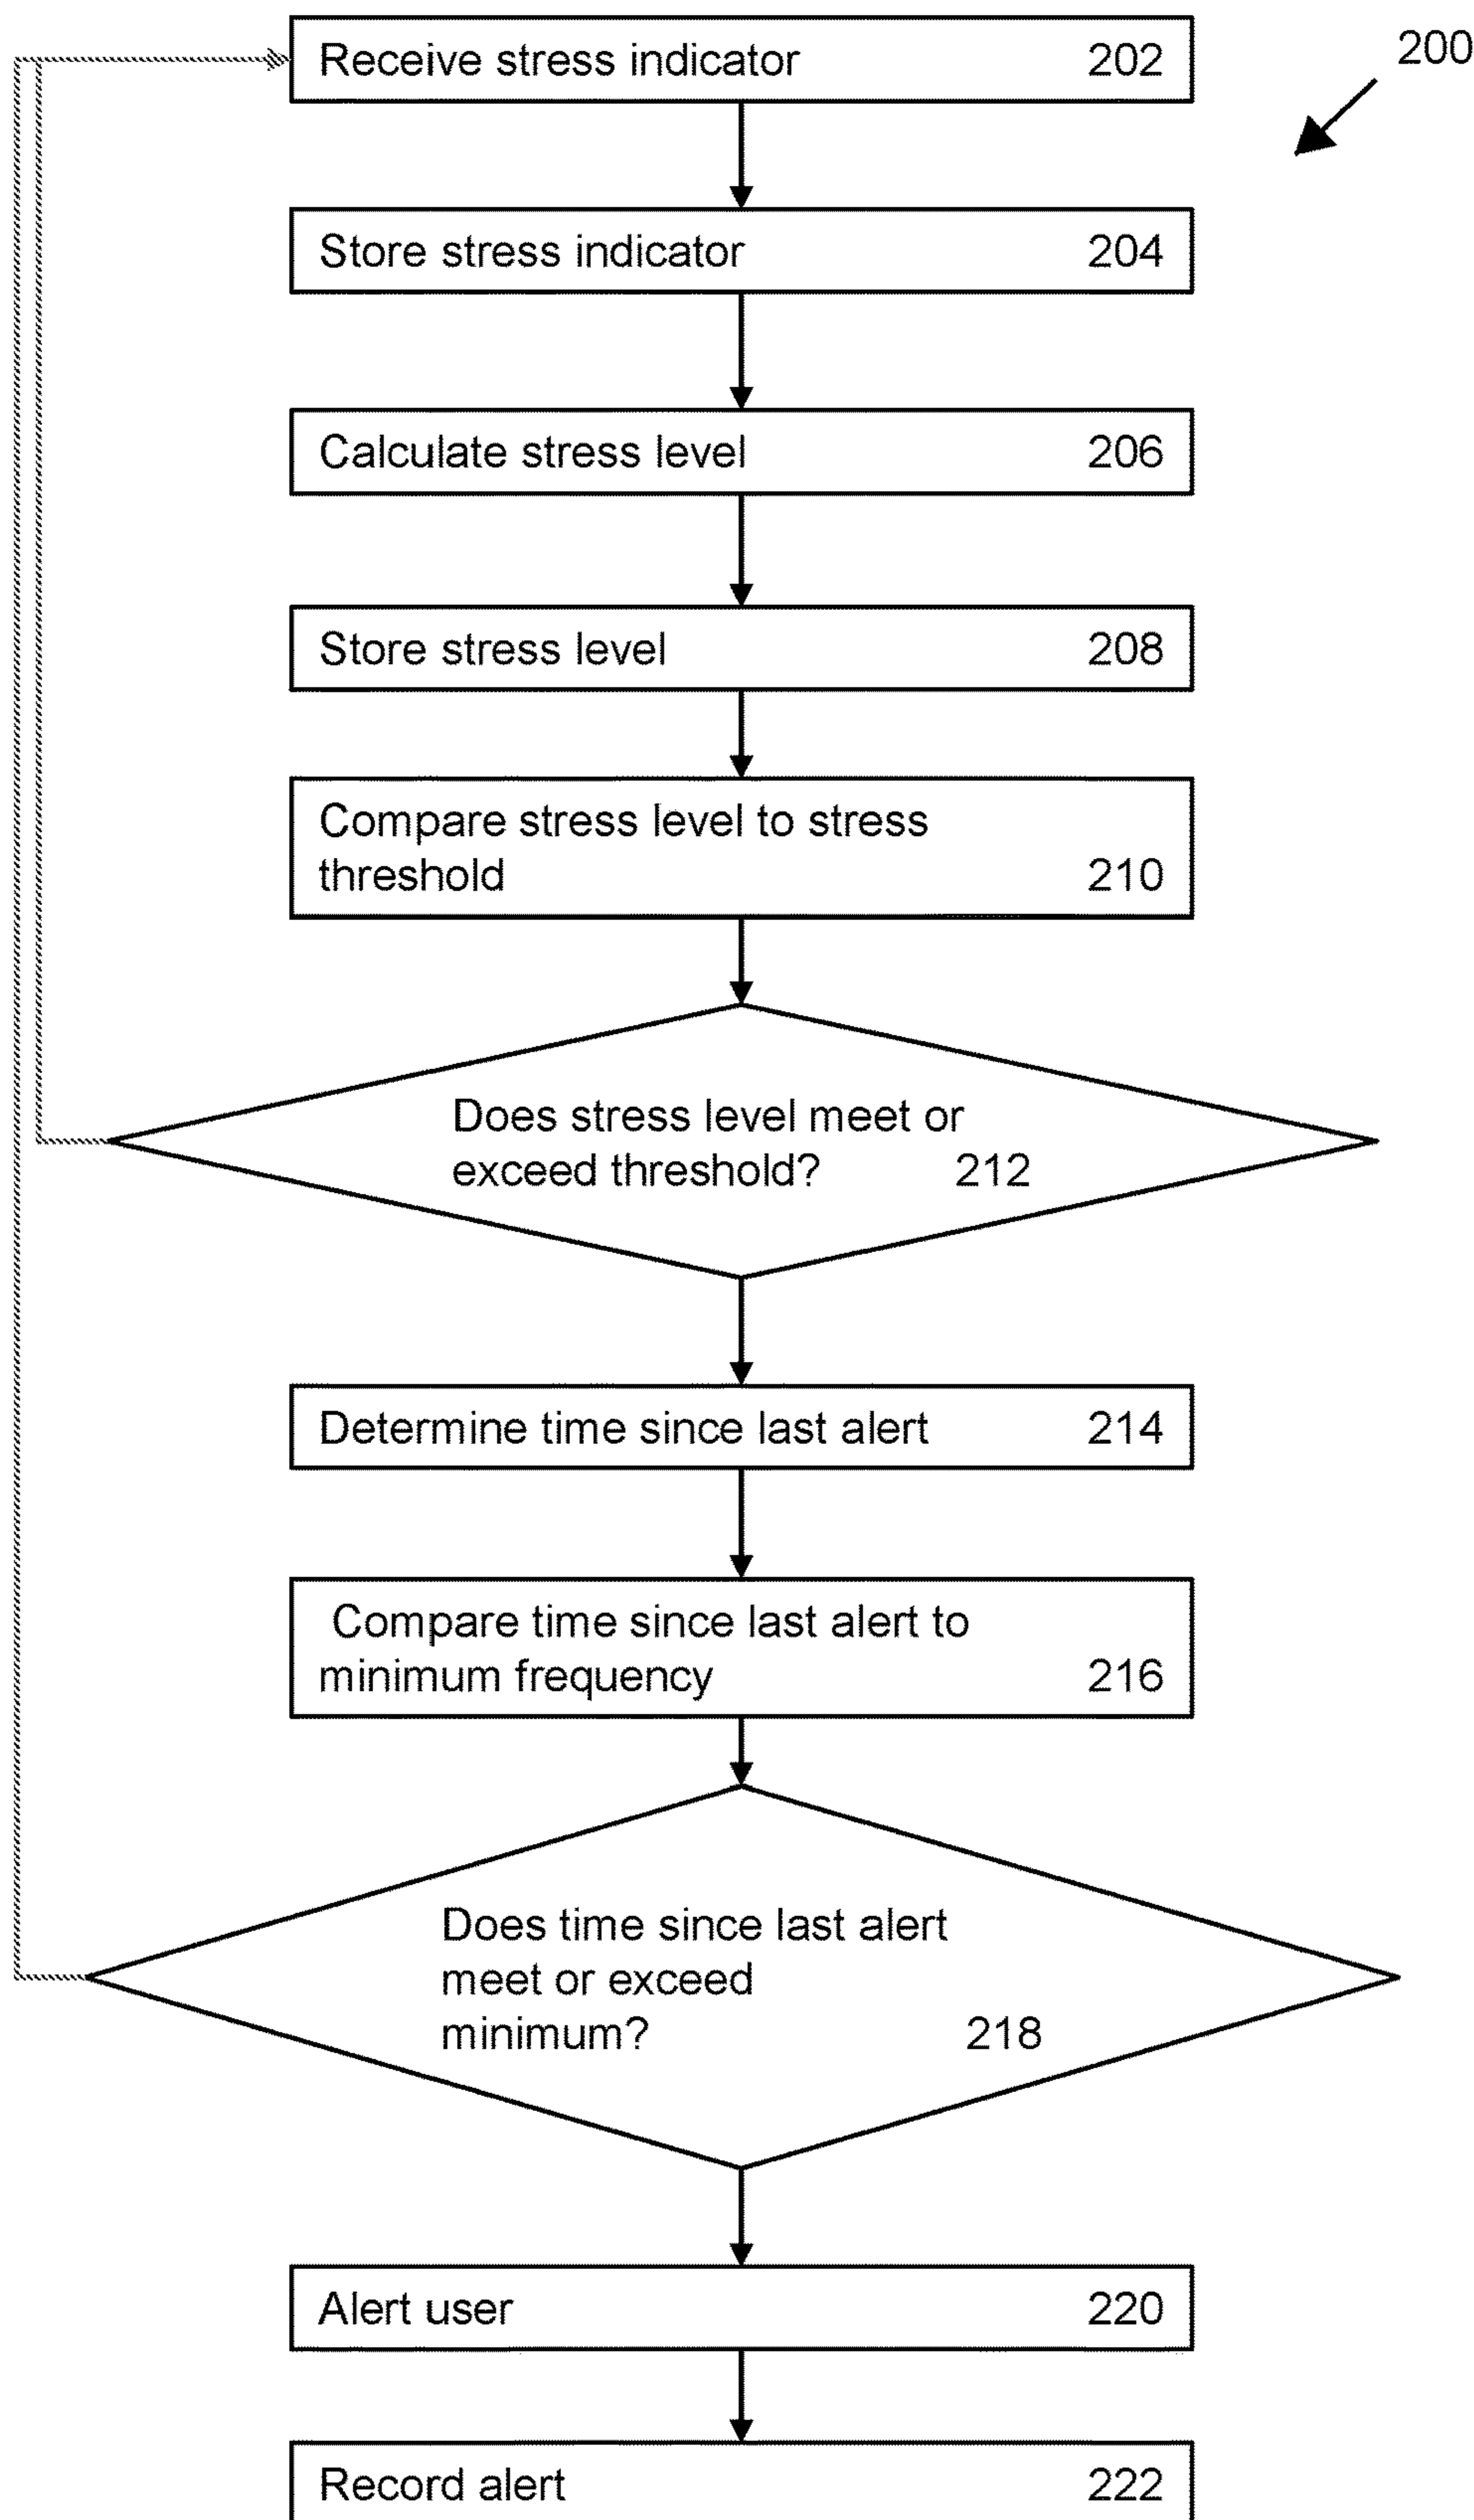 200
Receive stress indicator 202
Store stress indicator 204
Calculate stress level 206
Store stress level 208
Compare stress level to stress
threshold 210
Does stress level meet or
exceed threshold? 212
Determine time since last alert 214
Compare time since last alert to
minimum frequency 216
Does time since last alert
meet or exceed
minimum? 218
Alert user 220
Record alert 222